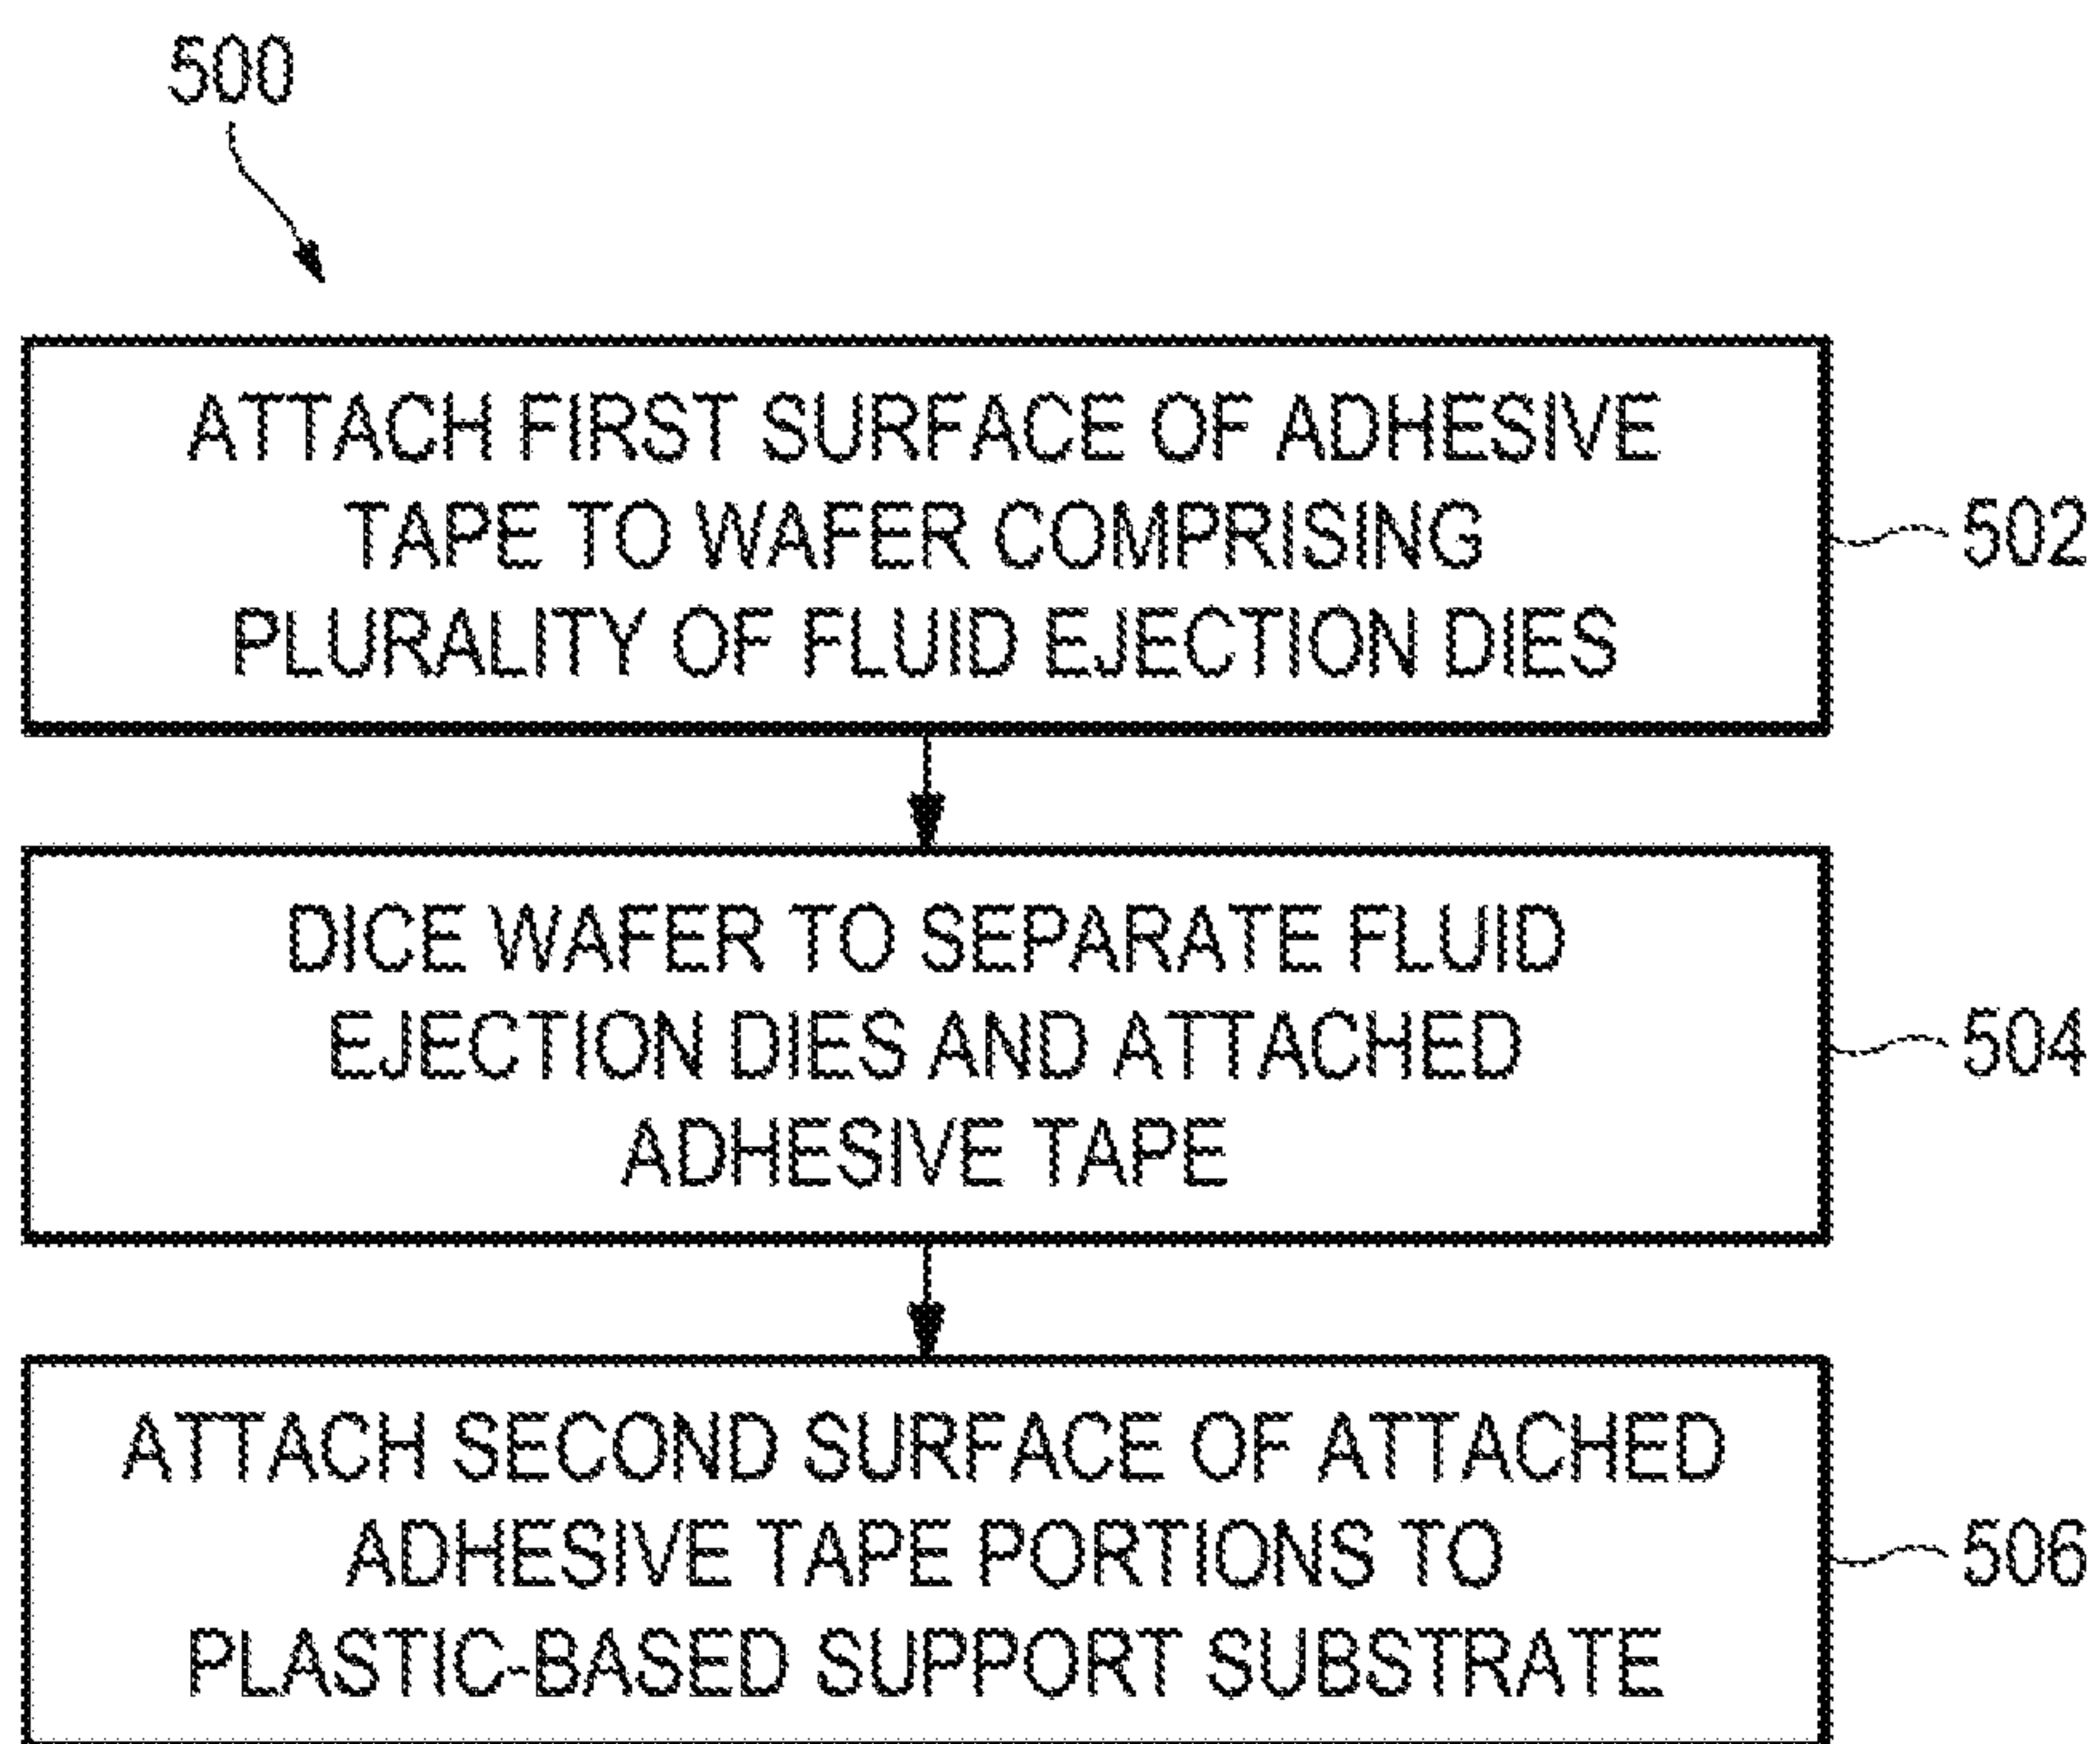 500
ATTACH FIRST SURFACE OF ADHESIVE
TAPE TO WAFER COMPRISING
PLURALITY OF FLUID EJECTION DIES
502
DICE WAFER TO SEPARATE FLUID
EJECTION DIES AND ATTACHED
ADHESIVE TAPE
504
ATTACH SECOND SURFACE OF ATTACHED
ADHESIVE TAPE PORTIONS TO
PLASTIC-BASED SUPPORT SUBSTRATE
506